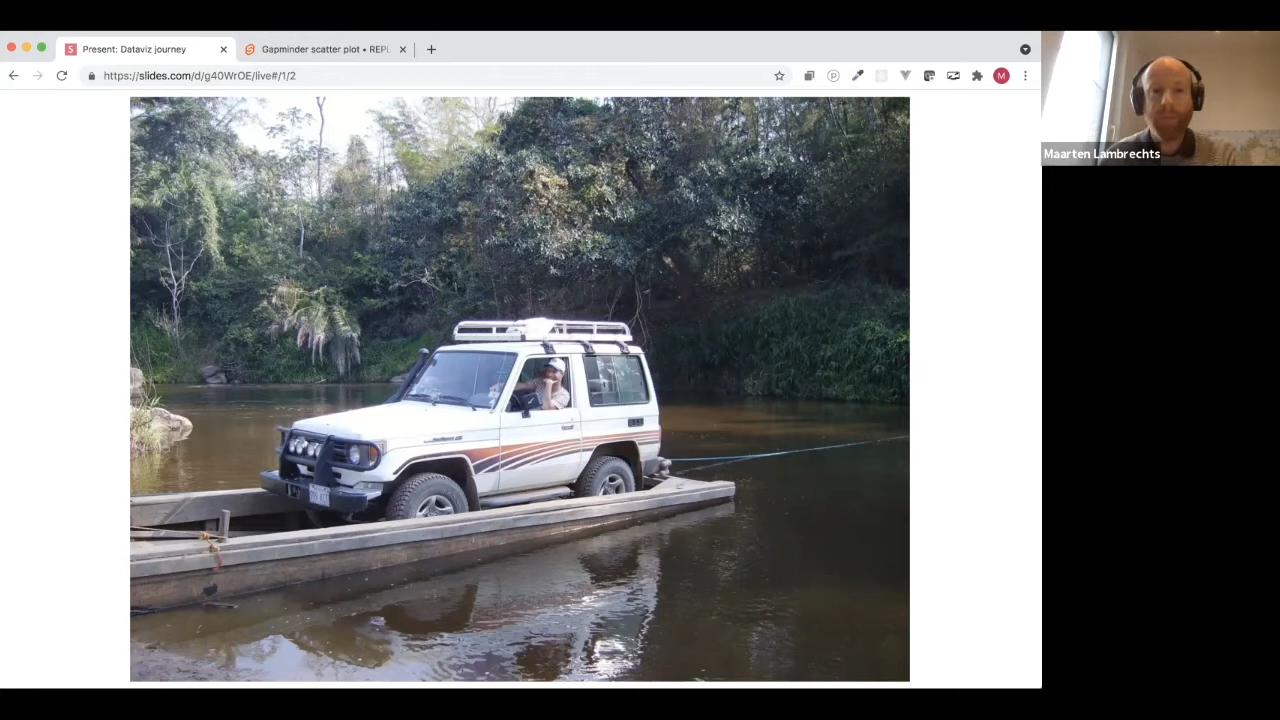 Present: Dataviz journey
Gapminder scatter plot • REPL
https://slides.com/d/g40WrOE/live#/1/2
M
Maarten Lambrechts